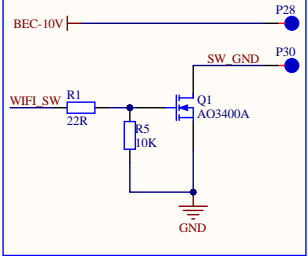 P28
BEC-10V
P30
SW_GND
WIFI_SW
R1
22R
Q1
AO3400A
R5
10K
GND